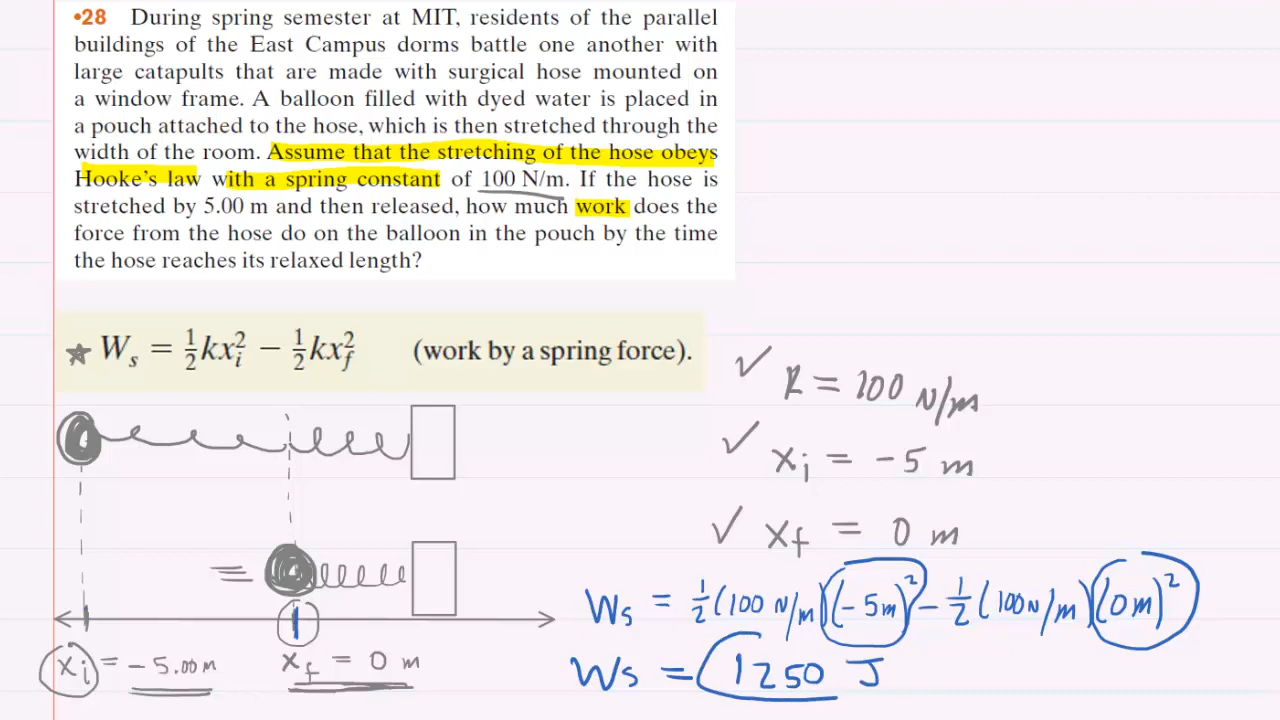 •28 During spring semester at MIT, residents of the parallel
buildings of the East Campus dorms battle one another with
large catapults that are made with surgical hose mounted on
a window frame. A balloon filled with dyed water is placed in
a pouch attached to the hose, which is then stretched through the
width of the room. Assume that the stretching of the hose obeys
Hooke's law with a spring constant of 100 N/m. If the hose is
stretched by 5.00 m and then released, how much work does the
force from the hose do on the balloon in the pouch by the time
the hose reaches its relaxed length?
★ Wₛ = ½kxᵢ² − ½kx_f² (work by a spring force).
✓ k = 100 N/m
✓ xᵢ = -5 m
✓ x_f = 0 m
Wₛ = ½(100 N/m)(-5m)² - ½(100 N/m)(0m)²
Wₛ = 1250 J
xᵢ = -5.00 m
x_f = 0 m